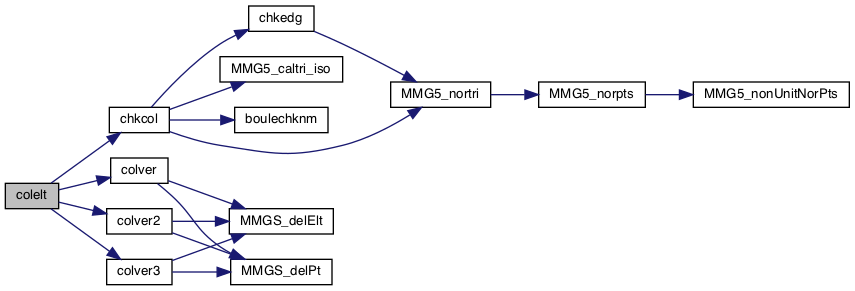 chkedg
MMG5_caltri_iso
MMG5_nortri
MMG5_norpts
MMG5_nonUnitNorPts
chkcol
boulechknm
colver
colelt
colver2
MMGS_delElt
colver3
MMGS_delPt